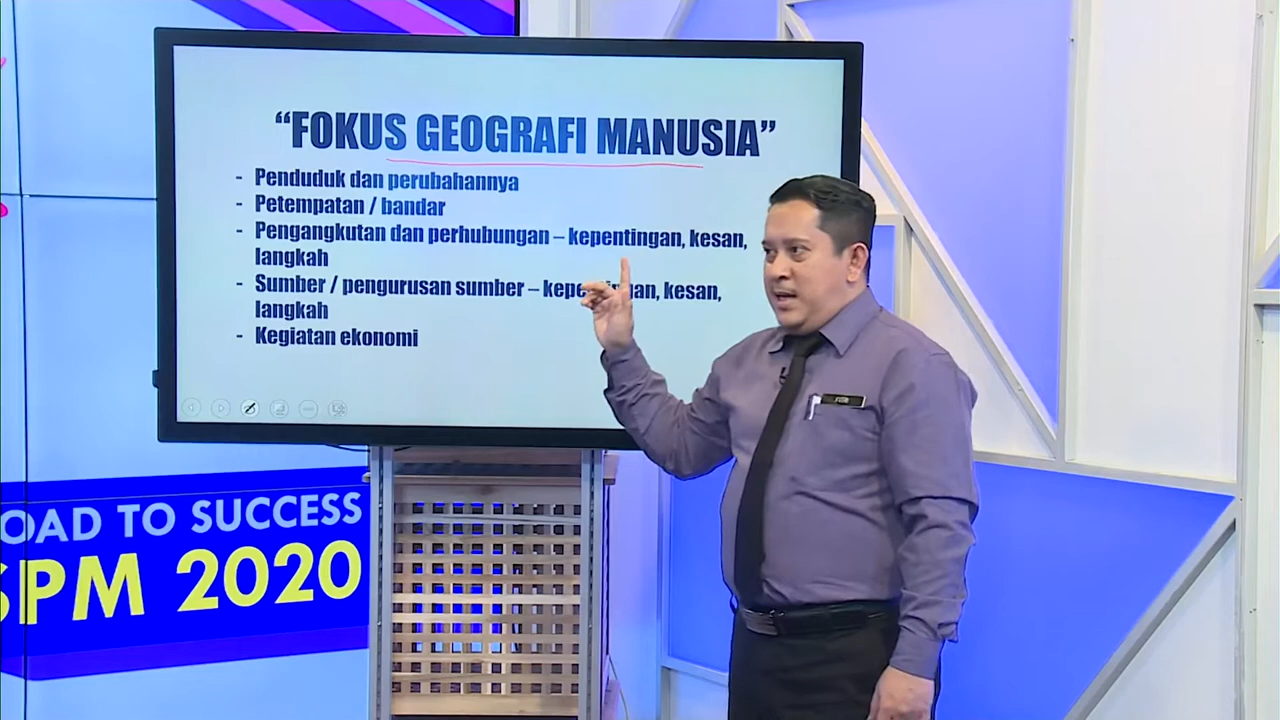 “FOKUS GEOGRAFI MANUSIA”
- Penduduk dan perubahannya
- Petempatan / bandar
- Pengangkutan dan perhubungan – kepentingan, kesan,
langkah
- Sumber / pengurusan sumber – kepentingan, kesan,
langkah
- Kegiatan ekonomi
OAD TO SUCCESS
SPM 2020